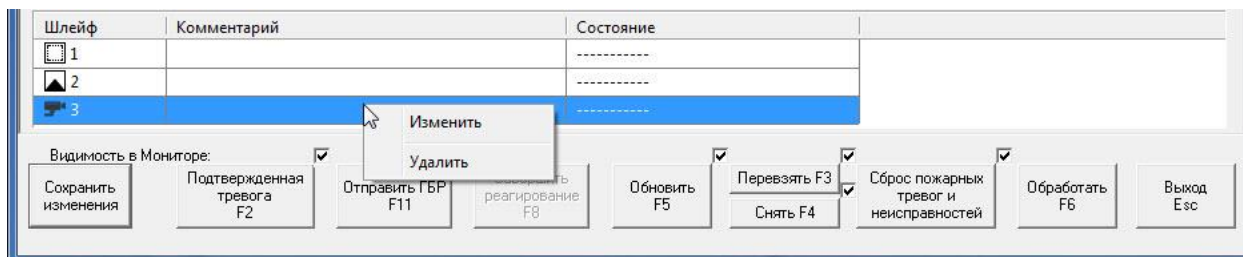 Шлейф Комментарий Состояние
1 -----------
2 -----------
3 -----------
Изменить
Удалить
Видимость в Мониторе:
Сохранить
изменения
Подтвержденная
тревога
F2
Отправить ГБР
F11
реагирование
F8
Обновить
F5
Перевзять F3
Снять F4
Сброс пожарных
тревог и
неисправностей
Обработать
F6
Выход
Esc